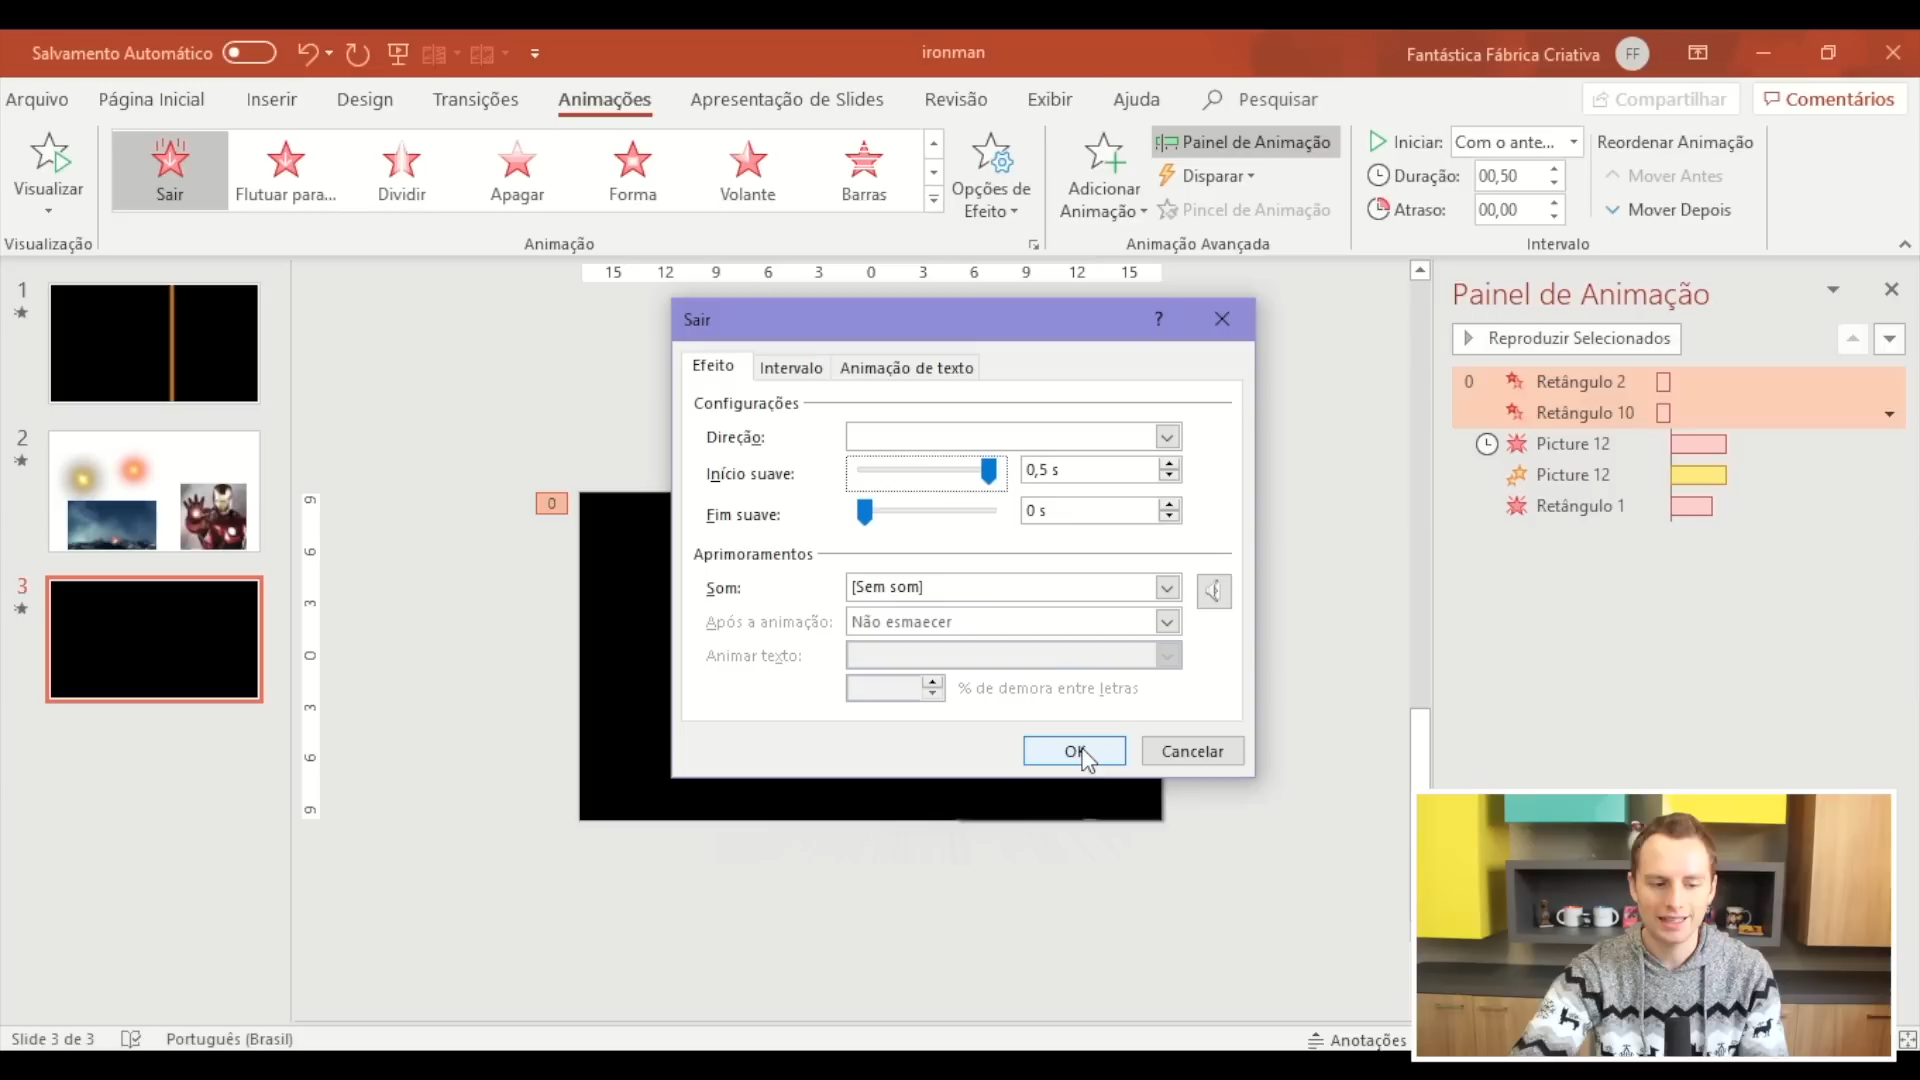 Salvamento Automático
ironman
Fantástica Fábrica Criativa FF
Arquivo Página Inicial Inserir Design Transições Animações Apresentação de Slides Revisão Exibir Ajuda Pesquisar Compartilhar Comentários
Visualizar
Sair Flutuar para... Dividir Apagar Forma Volante Barras
Opções de
Efeito
Adicionar
Animação
Painel de Animação
Disparar
Pincel de Animação
Iniciar: Com o ante...
Duração: 00,50
Atraso: 00,00
Reordenar Animação
Mover Antes
Mover Depois
Visualização Animação Animação Avançada Intervalo
15 12 9 6 3 0 3 6 9 12 15
1
2
3
9
6
3
0
3
6
9
0
Sair ?
Efeito Intervalo Animação de texto
Configurações
Direção:
Início suave: 0,5 s
Fim suave: 0 s
Aprimoramentos
Som: [Sem som]
Após a animação: Não esmaecer
Animar texto:
% de demora entre letras
OK Cancelar
Painel de Animação
Reproduzir Selecionados
0 Retângulo 2
Retângulo 10
Picture 12
Picture 12
Retângulo 1
Slide 3 de 3 Português (Brasil) Anotações